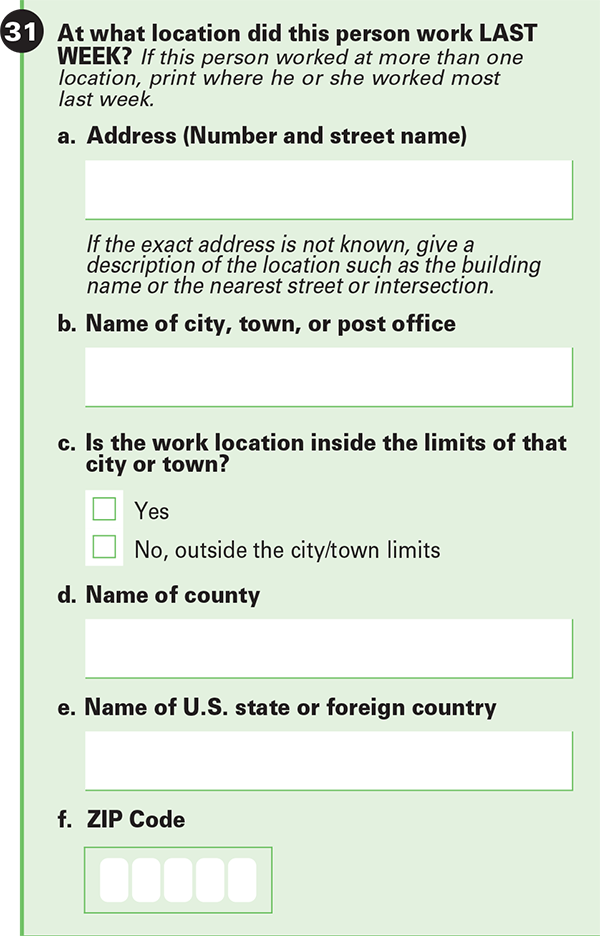 31 At what location did this person work LAST
WEEK? If this person worked at more than one
location, print where he or she worked most
last week.
a. Address (Number and street name)
If the exact address is not known, give a
description of the location such as the building
name or the nearest street or intersection.
b. Name of city, town, or post office
c. Is the work location inside the limits of that
city or town?
Yes
No, outside the city/town limits
d. Name of county
e. Name of U.S. state or foreign country
f. ZIP Code